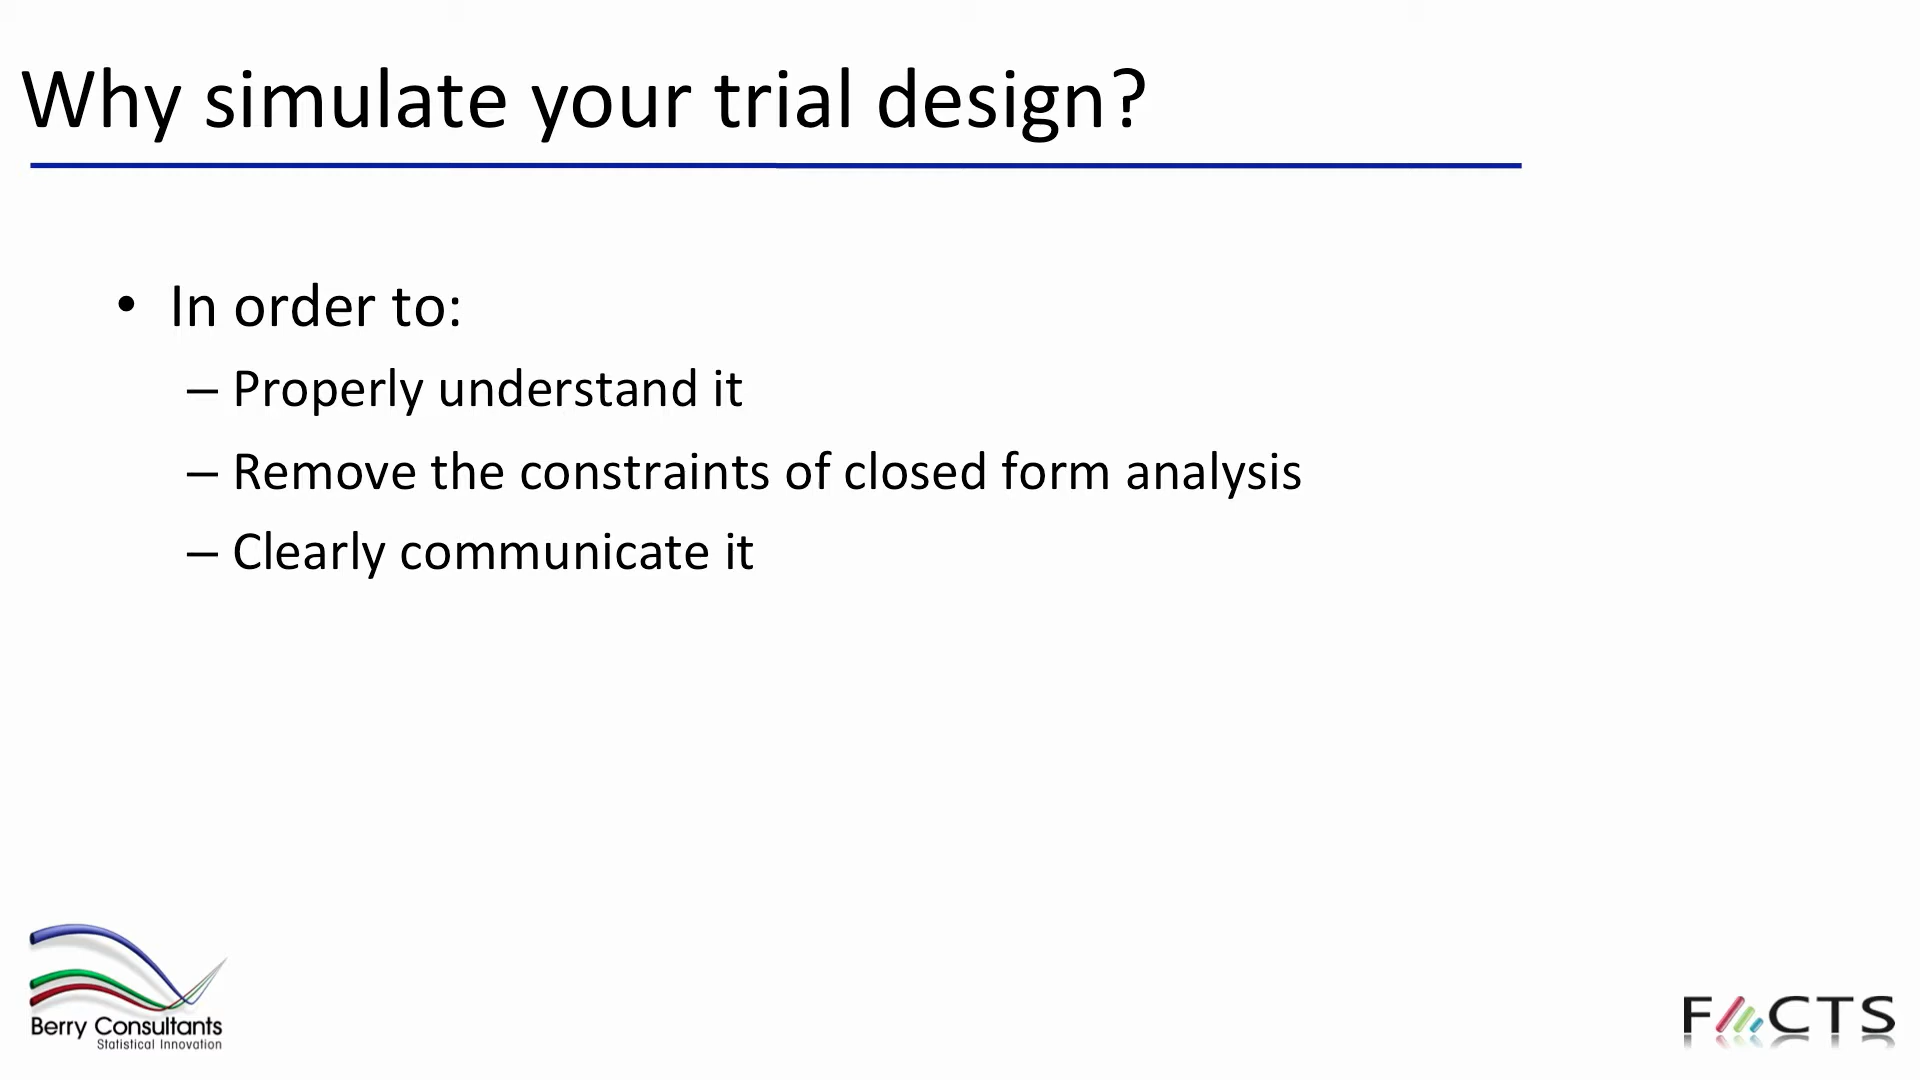 Why simulate your trial design?
• In order to:
– Properly understand it
– Remove the constraints of closed form analysis
– Clearly communicate it
Berry Consultants
Statistical Innovation
FACTS